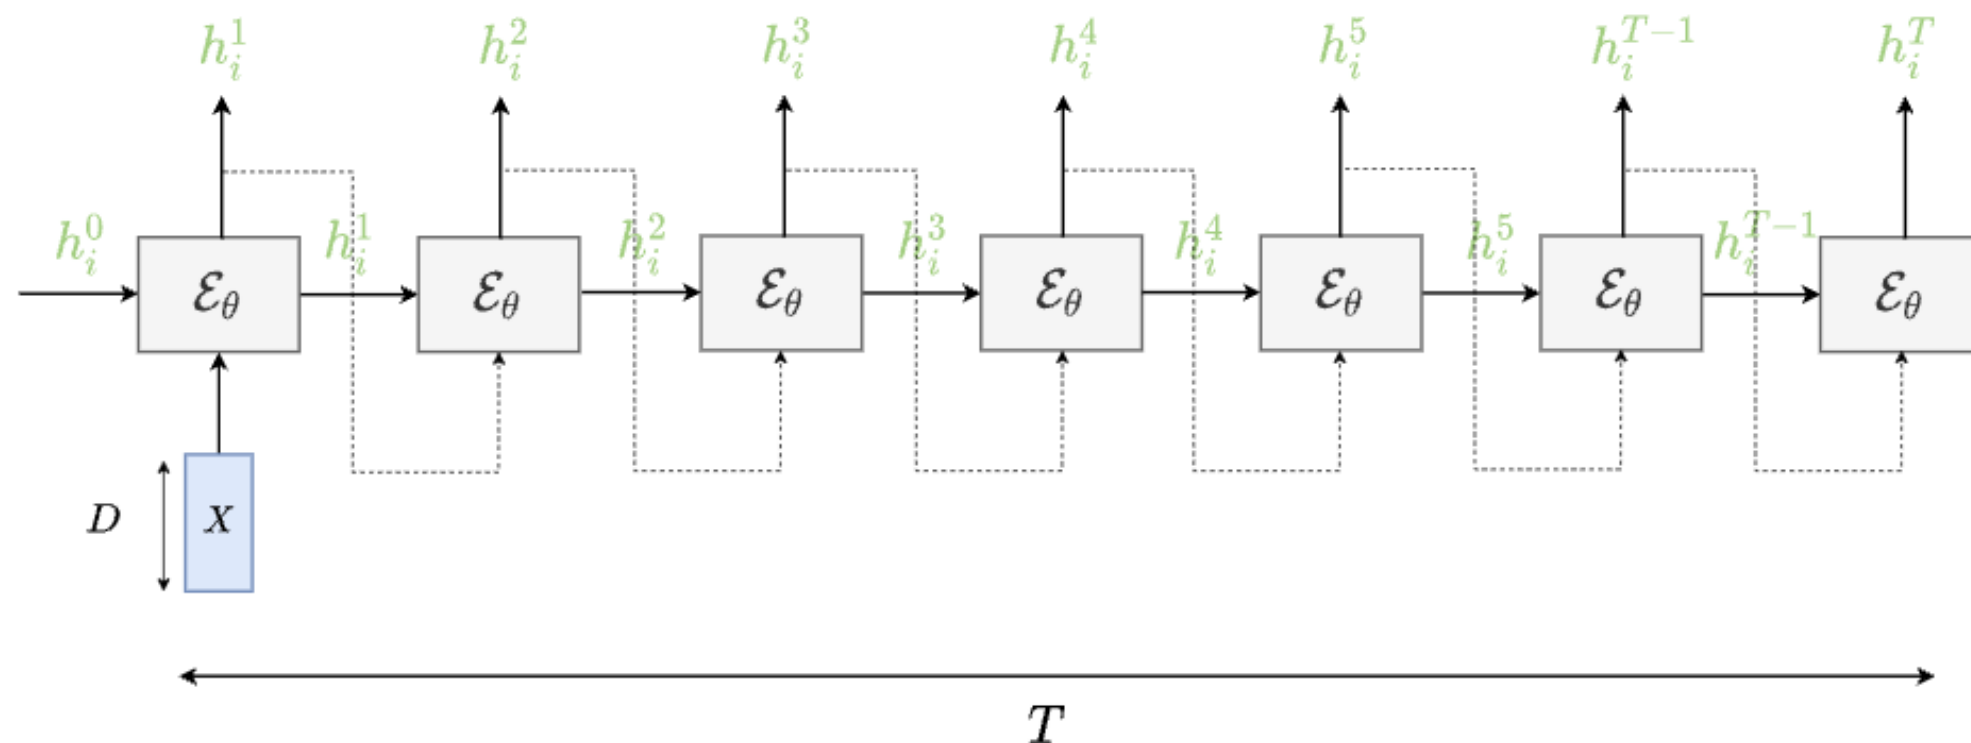 h_i^1 h_i^2 h_i^3 h_i^4 h_i^5 h_i^{T-1} h_i^T
h_i^0 h_i^1 h_i^2 h_i^3 h_i^4 h_i^5 h_i^{T-1}
ℰ_θ ℰ_θ ℰ_θ ℰ_θ ℰ_θ ℰ_θ ℰ_θ
D X
T